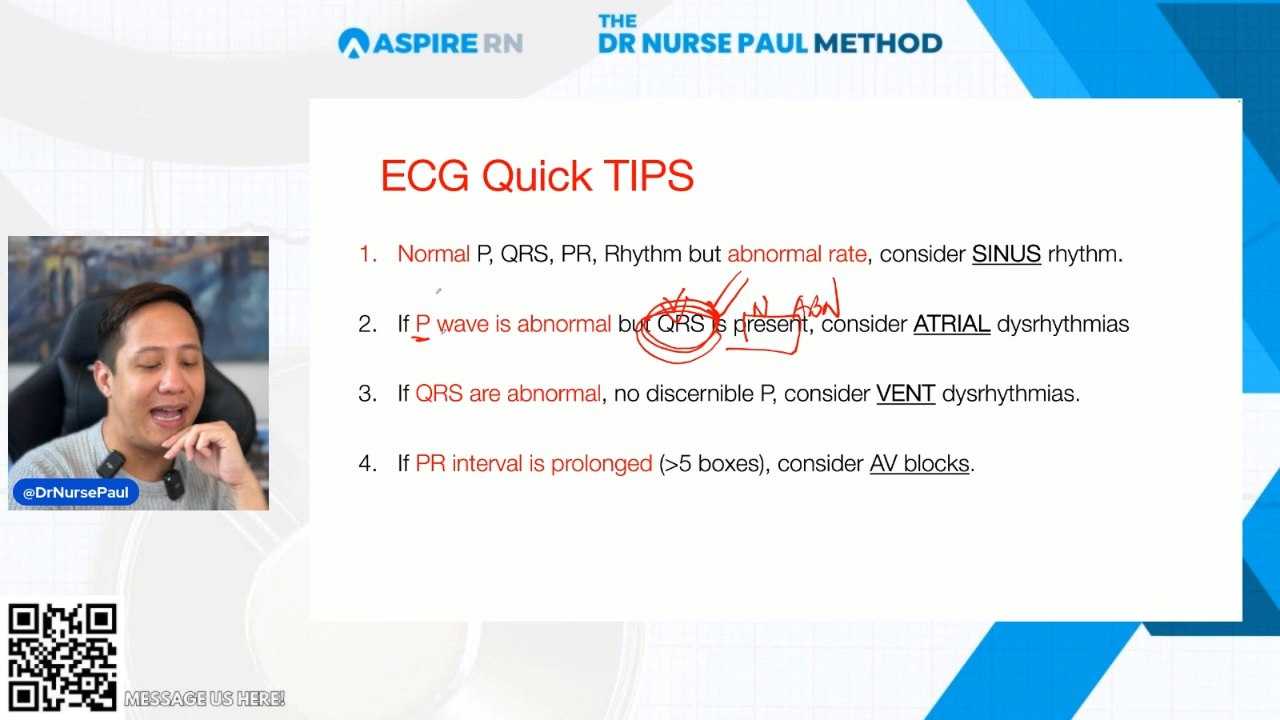 ASPIRE RN
THE
DR NURSE PAUL METHOD
ECG Quick TIPS
1. Normal P, QRS, PR, Rhythm but abnormal rate, consider SINUS rhythm.
N ABN
2. If P wave is abnormal but QRS is present, consider ATRIAL dysrhythmias
3. If QRS are abnormal, no discernible P, consider VENT dysrhythmias.
4. If PR interval is prolonged (>5 boxes), consider AV blocks.
@DrNursePaul
MESSAGE US HERE!